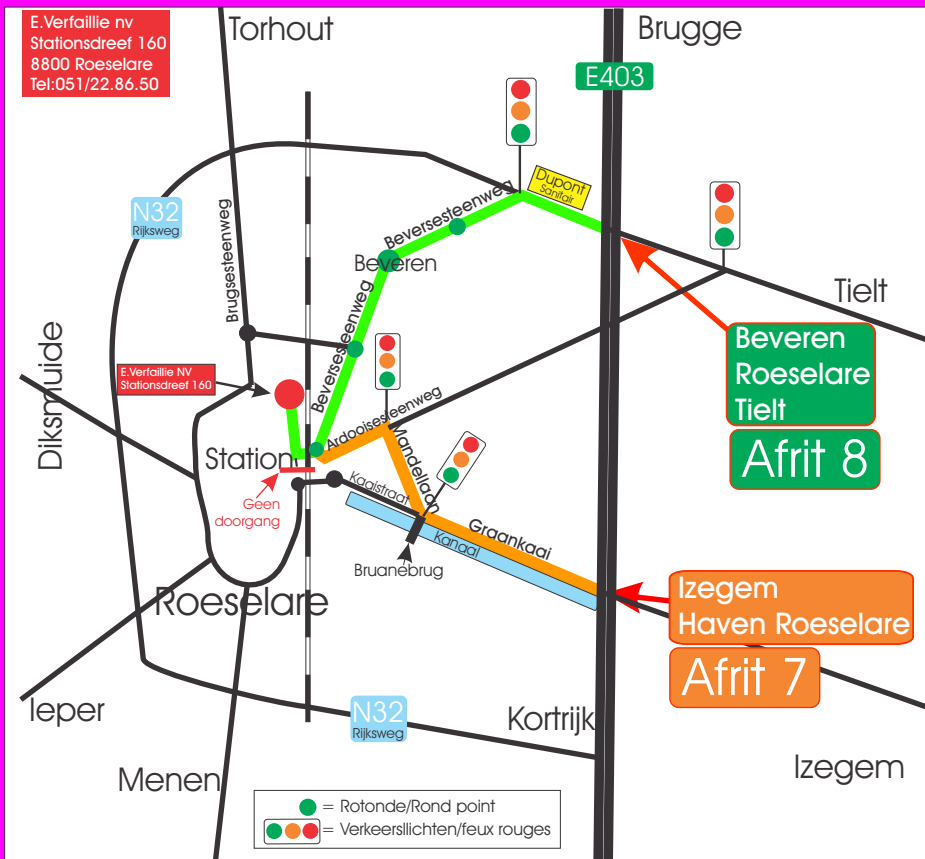 E.Verfaillie nv
Stationsdreef 160
8800 Roeselare
Tel:051/22.86.50
Torhout
Brugge
E403
Dupont
Sanitair
N32
Rijksweg
Brugsesteenweg
Beversesteenweg
Beveren
Beversesteenweg
Tielt
Diksmuide
E.Verfaillie NV
Stationsdreef 160
Beveren
Roeselare
Tielt
Afrit 8
Ardooisesteenweg
Mandellaan
Station
Geen
doorgang
Kaaistraat
Graankaai
Kanaal
Bruanebrug
Roeselare
Izegem
Haven Roeselare
Afrit 7
Ieper
N32
Rijksweg
Kortrijk
Izegem
Menen
= Rotonde/Rond point
= Verkeersllichten/feux rouges